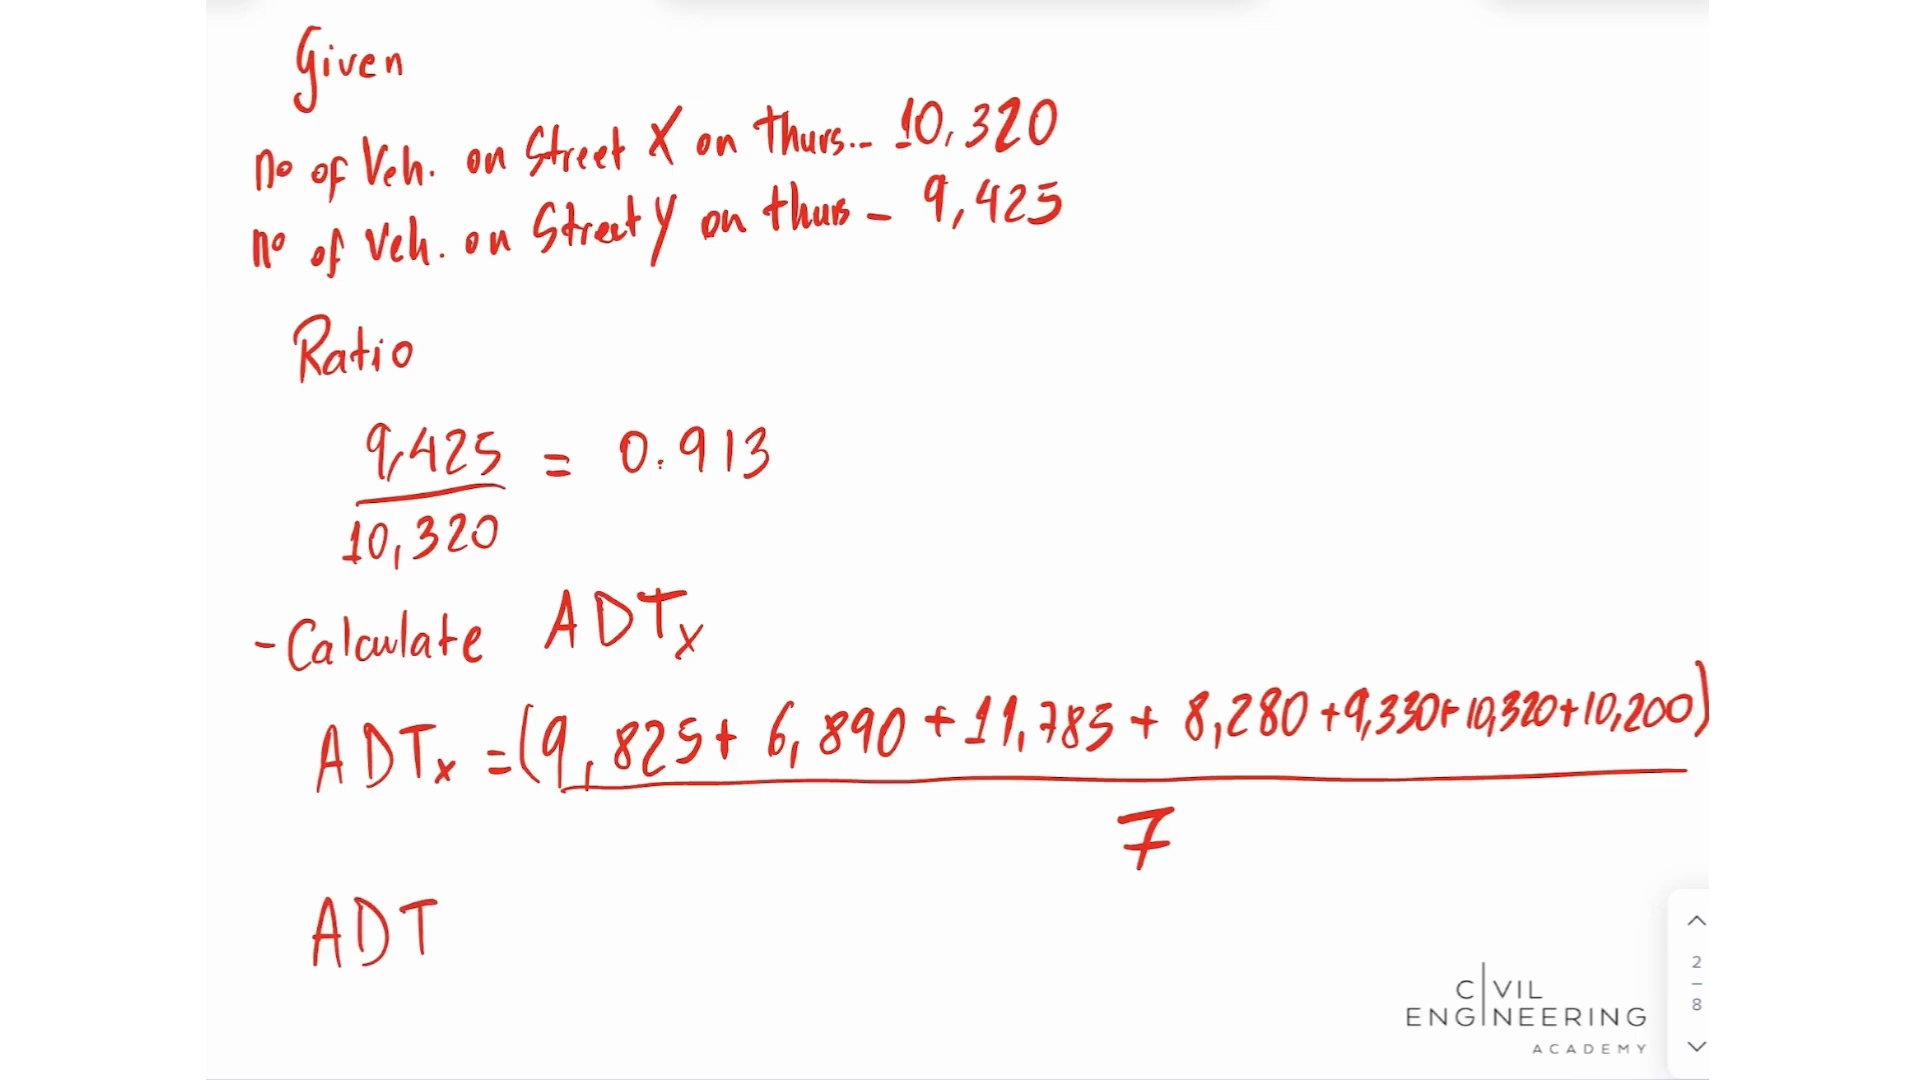 Given
nº of Veh. on Street X on thurs.- 10,320
nº of Veh. on Street Y on thurs - 9,425
Ratio
9,425 = 0.913
10,320
- Calculate ADTx
ADTx = (9,825 + 6,890 + 11,785 + 8,280 + 9,330 + 10,320 + 10,200)
7
ADT
2
8
CIVIL
ENGINEERING
ACADEMY